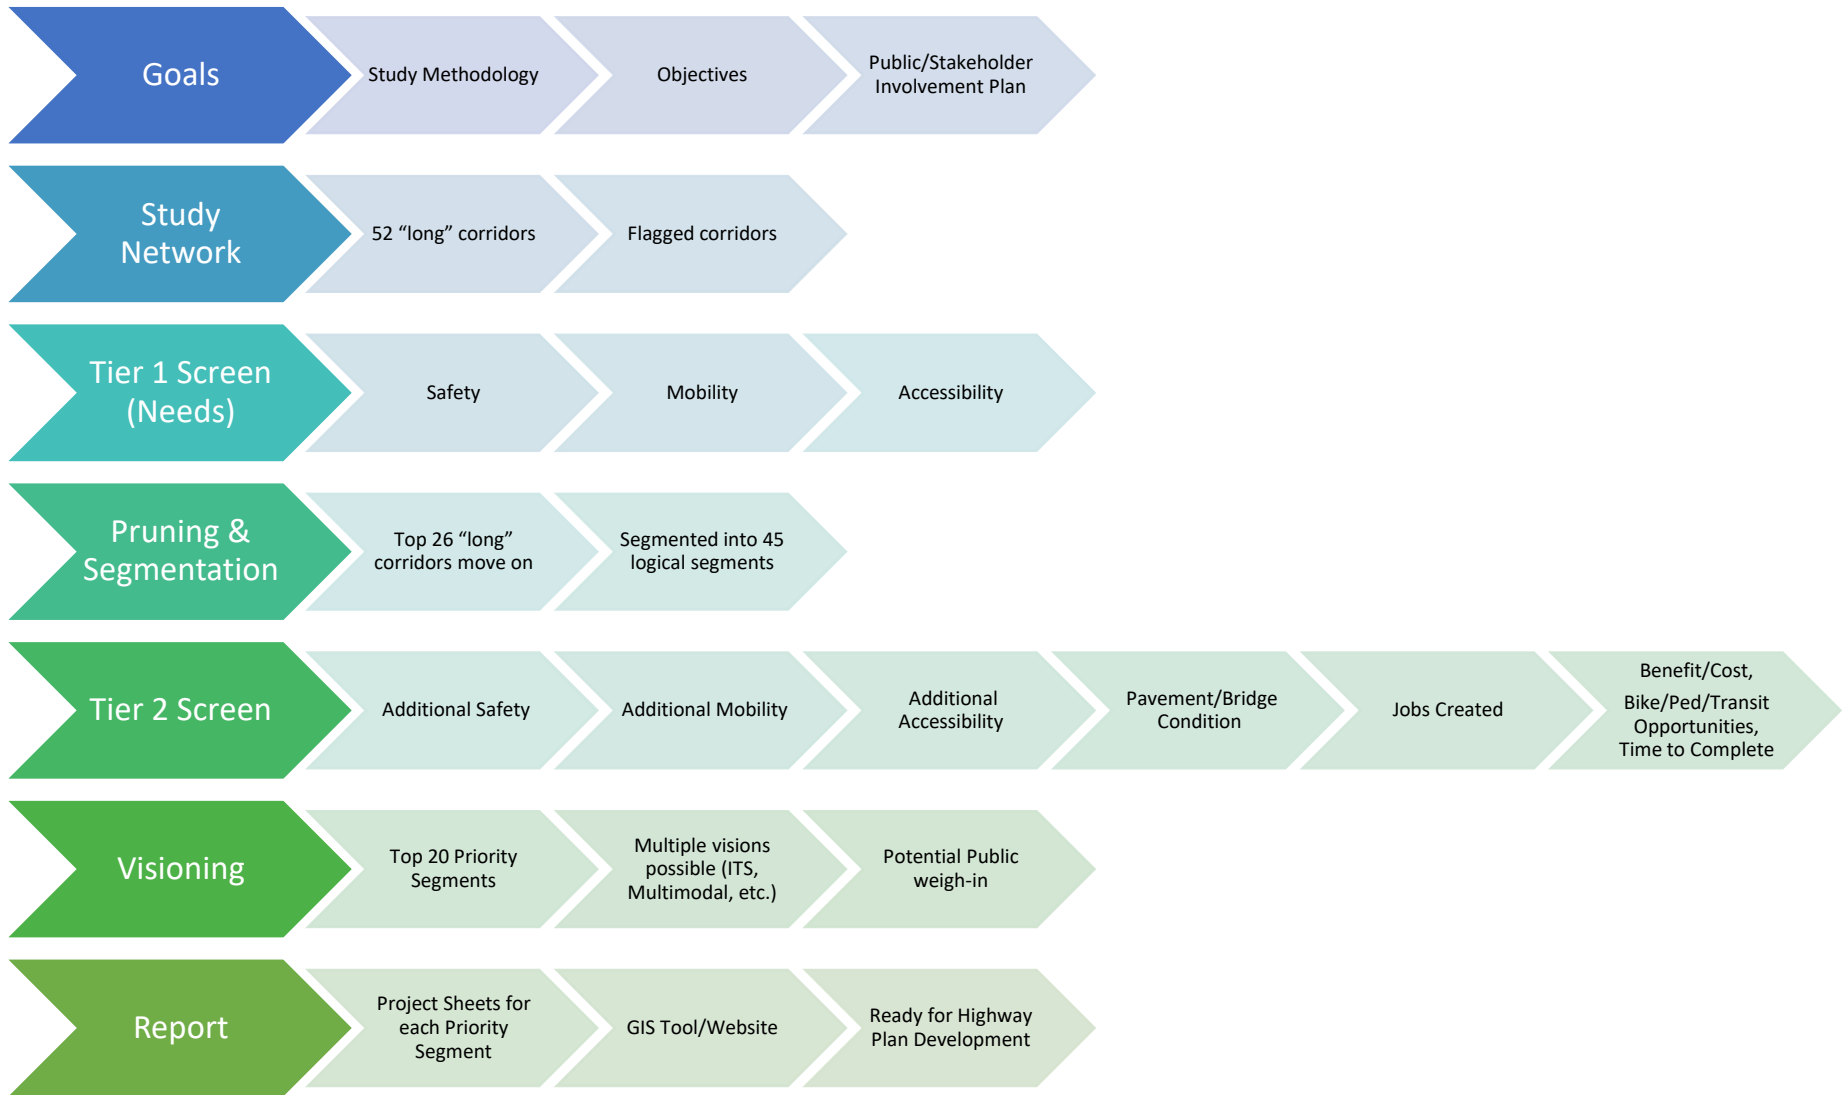 Goals
Study Methodology
Objectives
Public/Stakeholder
Involvement Plan
Study
Network
52 “long” corridors
Flagged corridors
Tier 1 Screen
(Needs)
Safety
Mobility
Accessibility
Pruning &
Segmentation
Top 26 “long”
corridors move on
Segmented into 45
logical segments
Tier 2 Screen
Additional Safety
Additional Mobility
Additional
Accessibility
Pavement/Bridge
Condition
Jobs Created
Benefit/Cost,
Bike/Ped/Transit
Opportunities,
Time to Complete
Visioning
Top 20 Priority
Segments
Multiple visions
possible (ITS,
Multimodal, etc.)
Potential Public
weigh-in
Report
Project Sheets for
each Priority
Segment
GIS Tool/Website
Ready for Highway
Plan Development